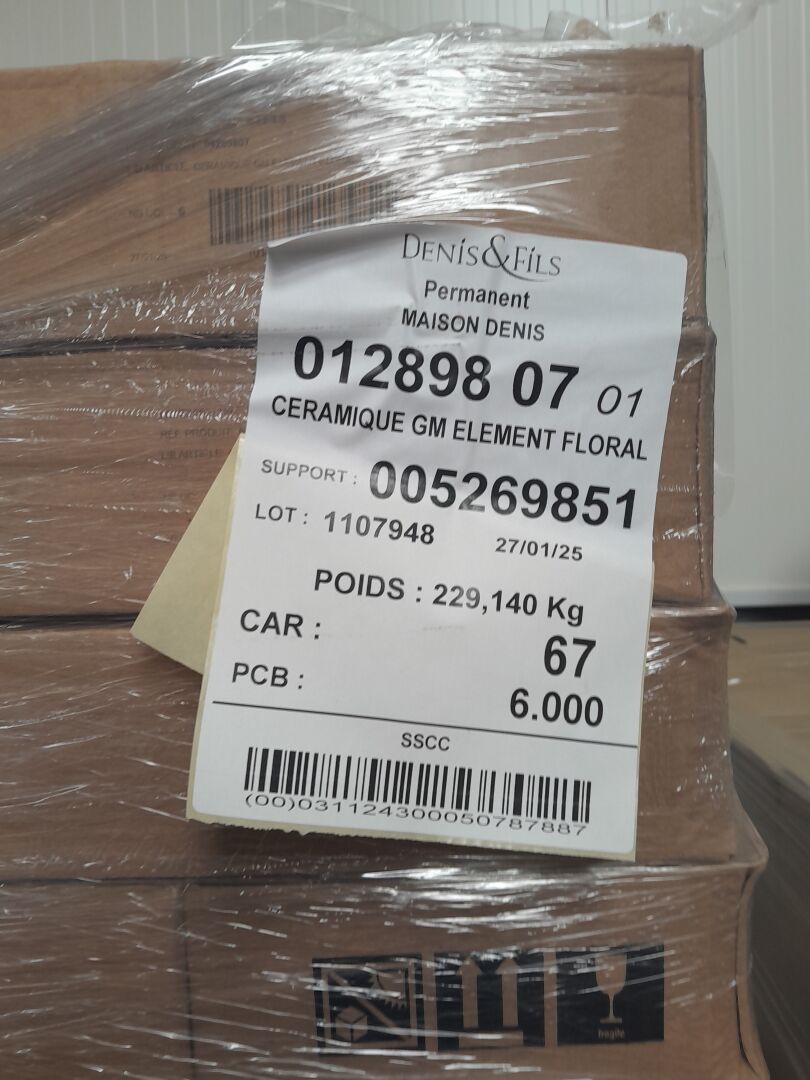 DENIS&FILS
Permanent
MAISON DENIS
012898 07 01
CERAMIQUE GM ELEMENT FLORAL
SUPPORT : 005269851
LOT : 1107948 27/01/25
POIDS : 229,140 Kg
CAR : 67
PCB : 6.000
SSCC
(00)031124300050787887
fragile